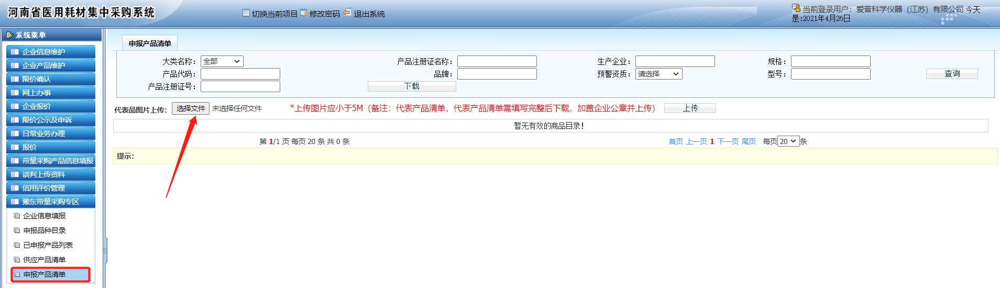 河南省医用耗材集中采购系统
切换当前项目 修改密码 退出系统
当前登录用户：爱普科学仪器（江苏）有限公司 今天
是:2021年4月26日
系统菜单
企业信息维护
企业产品维护
限价确认
网上办事
企业报价
限价公示及申诉
日常业务办理
报价
带量采购产品信息填报
谈判上传资料
信用评价管理
豫东带量采购专区
企业信息填报
申报品种目录
已申报产品列表
供应产品清单
申报产品清单
申报产品清单
大类名称： 全部 产品注册证名称： 生产企业： 规格：
产品代码： 品牌： 预警资质： 请选择 型号： 查询
产品注册证号： 下载
代表品图片上传： 选择文件 未选择任何文件 *上传图片应小于5M（备注：代表产品清单，代表产品清单需填写完整后下载，加盖企业公章并上传） 上传
暂无有效的商品目录！
第 1/1 页 每页 20 条 共 0 条 首页 上一页 1 下一页 尾页 每页 20 条
提示：